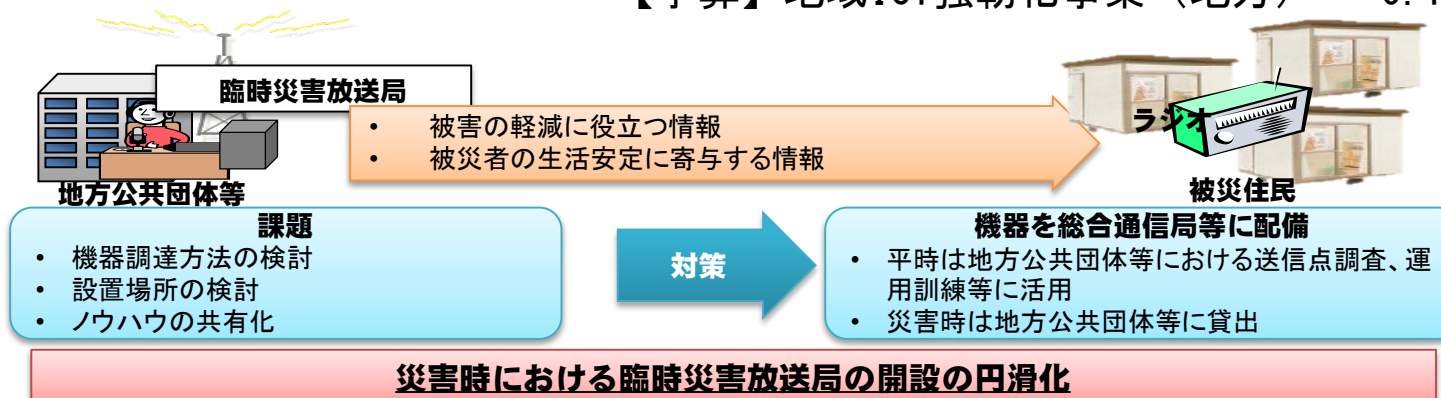 臨時災害放送局
・ 被害の軽減に役立つ情報
・ 被災者の生活安定に寄与する情報
ラジオ
地方公共団体等
被災住民
課題
・ 機器調達方法の検討
・ 設置場所の検討
・ ノウハウの共有化
対策
機器を総合通信局等に配備
・ 平時は地方公共団体等における送信点調査、運
用訓練等に活用
・ 災害時は地方公共団体等に貸出
災害時における臨時災害放送局の開設の円滑化